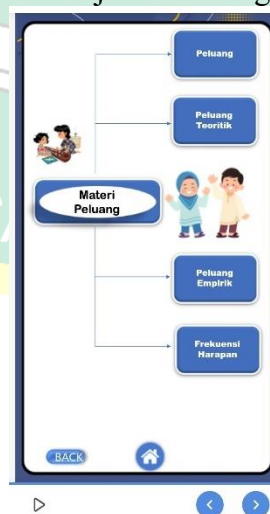 Peluang
Peluang
Teoritik
Materi
Peluang
Peluang
Empirik
Frekuensi
Harapan
BACK